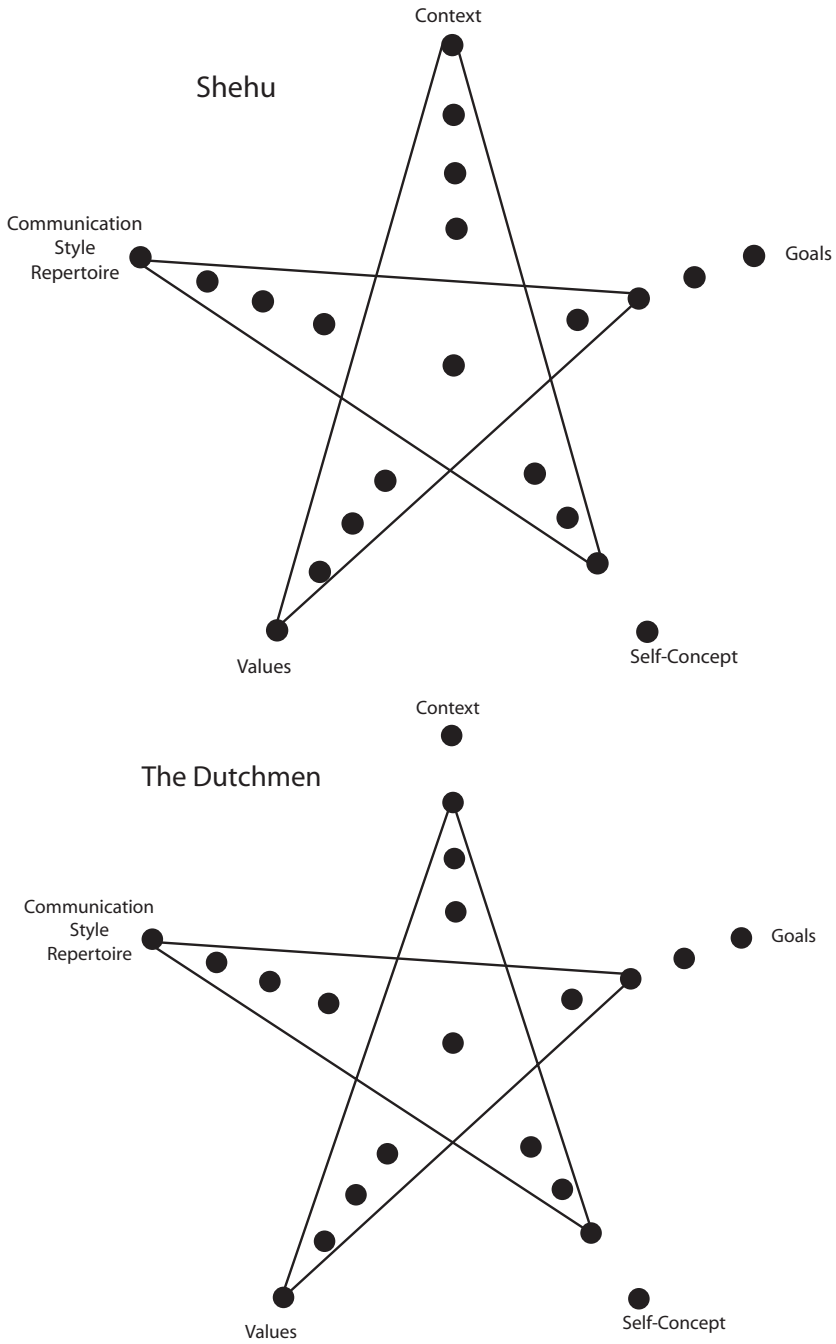 Context
Shehu
Communication
Style
Repertoire
Goals
Values
Self-Concept
Context
The Dutchmen
Communication
Style
Repertoire
Goals
Values
Self-Concept